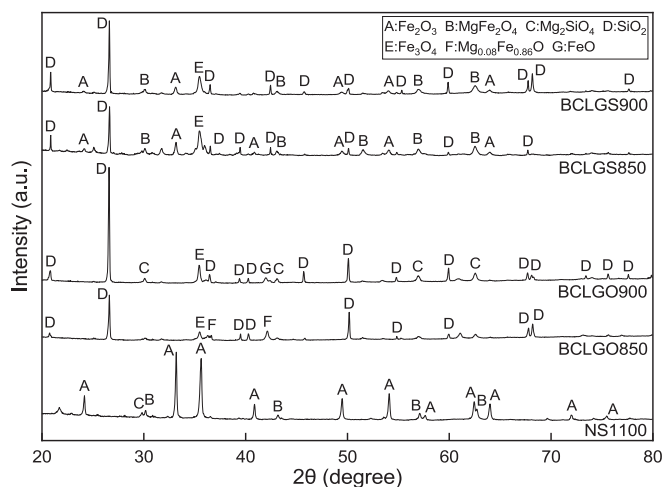 A:Fe₂O₃ B:MgFe₂O₄ C:Mg₂SiO₄ D:SiO₂
E:Fe₃O₄ F:Mg₀.₀₈Fe₀.₈₆O G:FeO
D D A B A E D D B D A D A D B D B A D D D
BCLGS900
D A D B A E D D A D B A D B A B D B A D
BCLGS850
D D C E D D D G C D D D C D C D D D D D
BCLGO900
D D E F D D F D D D D D
BCLGO850
A C B A A A B A A B A A B A A A
NS1100
Intensity (a.u.)
20 30 40 50 60 70 80
2θ (degree)